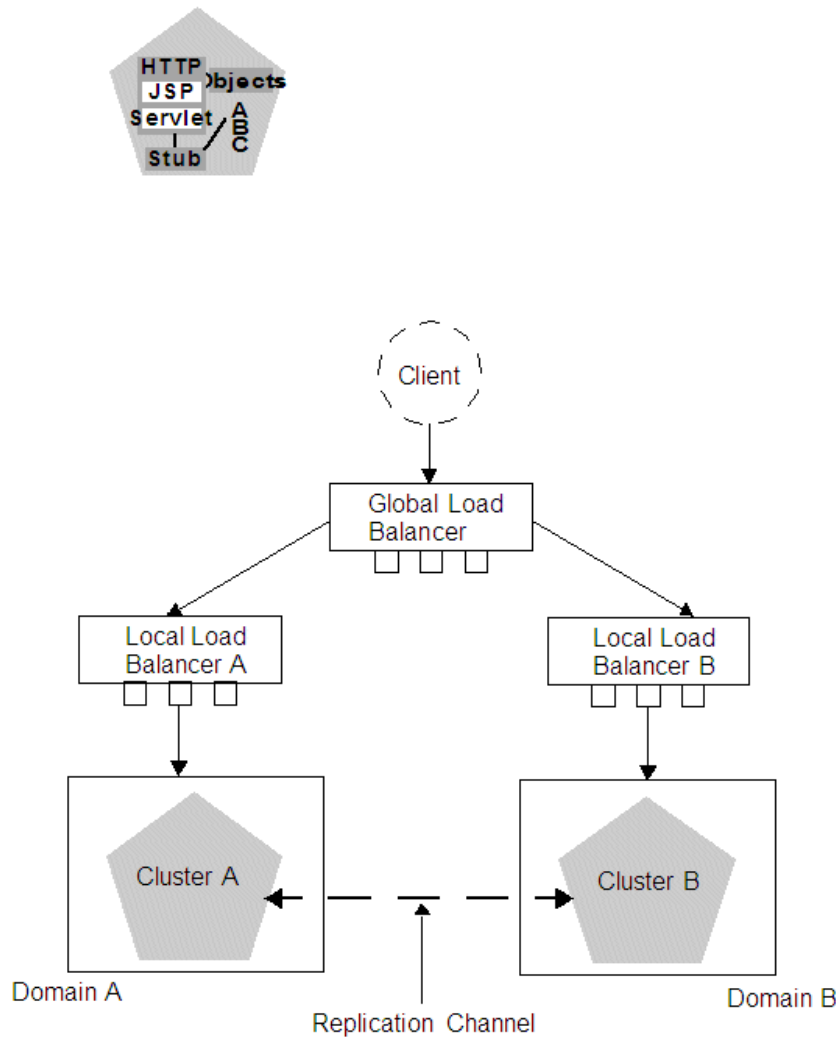 HTTP
Objects
JSP
Servlet
A
B
C
Stub
Client
Global Load
Balancer
Local Load
Balancer A
Local Load
Balancer B
Cluster A
Cluster B
Domain A
Domain B
Replication Channel